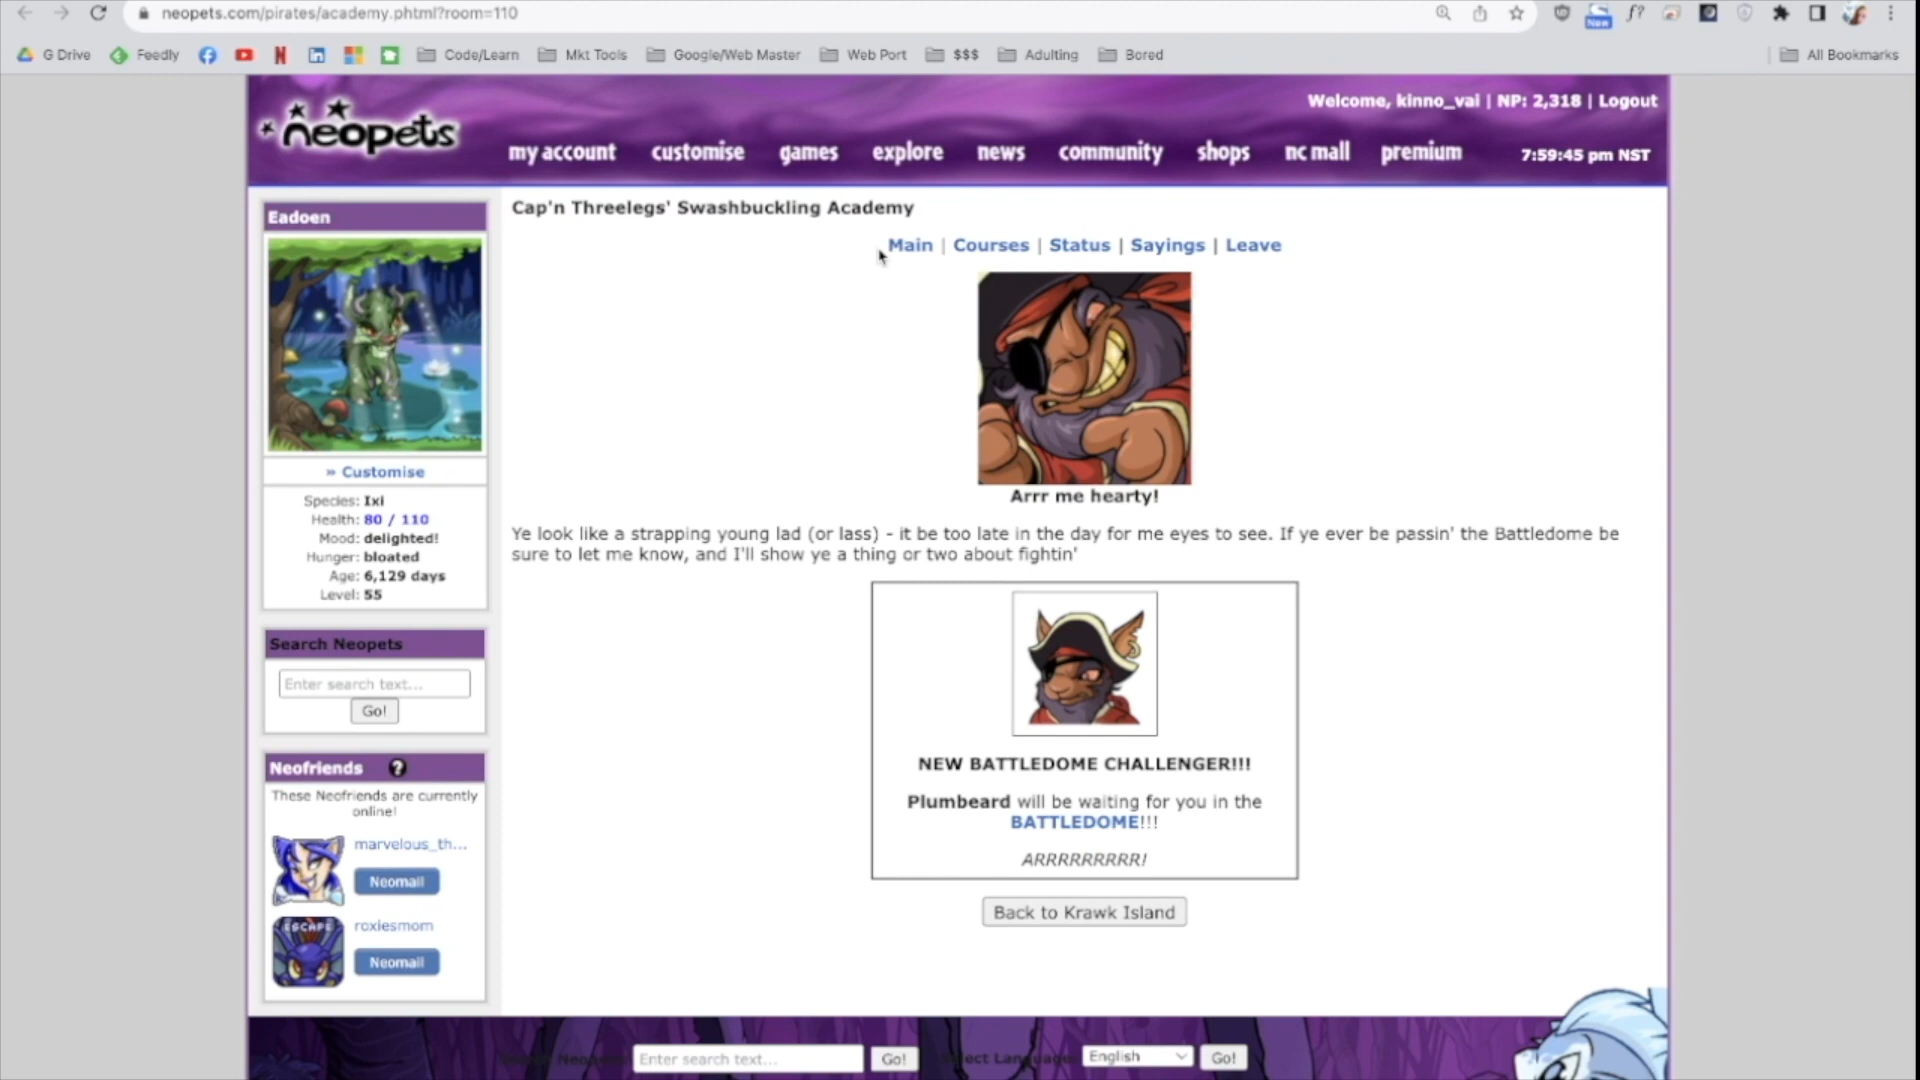 neopets.com/pirates/academy.phtml?room=110
New
f?
G Drive
Feedly
Code/Learn
Mkt Tools
Google/Web Master
Web Port
$$$
Adulting
Bored
All Bookmarks
neopets
Welcome, kinno_vai | NP: 2,318 | Logout
my account
customise
games
explore
news
community
shops
nc mall
premium
7:59:45 pm NST
Eadoen
» Customise
Species: Ixi
Health: 80 / 110
Mood: delighted!
Hunger: bloated
Age: 6,129 days
Level: 55
Search Neopets
Enter search text...
Go!
Neofriends ?
These Neofriends are currently
online!
marvelous_th...
Neomail
ESCAPE
roxiesmom
Neomail
Cap'n Threelegs' Swashbuckling Academy
Main | Courses | Status | Sayings | Leave
Arrr me hearty!
Ye look like a strapping young lad (or lass) - it be too late in the day for me eyes to see. If ye ever be passin' the Battledome be
sure to let me know, and I'll show ye a thing or two about fightin'
NEW BATTLEDOME CHALLENGER!!!
Plumbeard will be waiting for you in the
BATTLEDOME!!!
ARRRRRRRRR!
Back to Krawk Island
Enter search text...
Go!
Select Language:
English
Go!